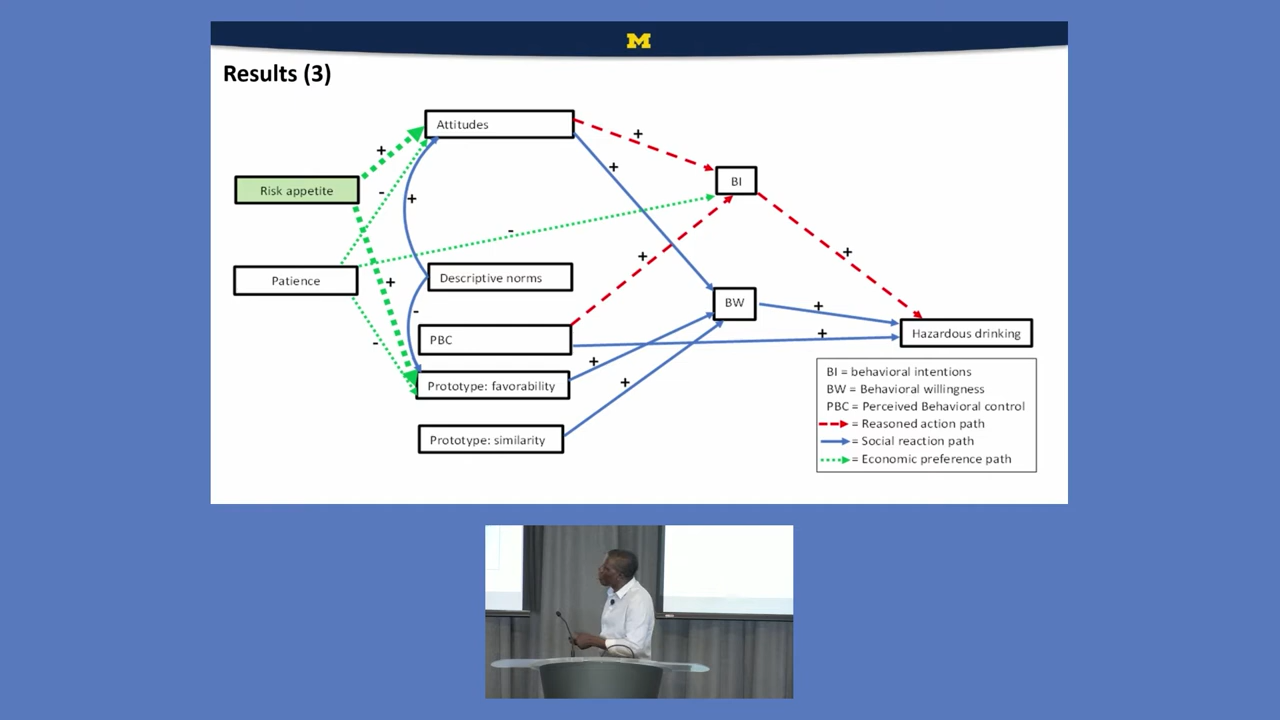 M
Results (3)
Attitudes
Risk appetite
Patience
Descriptive norms
PBC
Prototype: favorability
Prototype: similarity
BI
BW
Hazardous drinking
+
-
+
+
-
-
-
+
+
+
+
+
+
+
+
BI = behavioral intentions
BW = Behavioral willingness
PBC = Perceived Behavioral control
= Reasoned action path
= Social reaction path
= Economic preference path